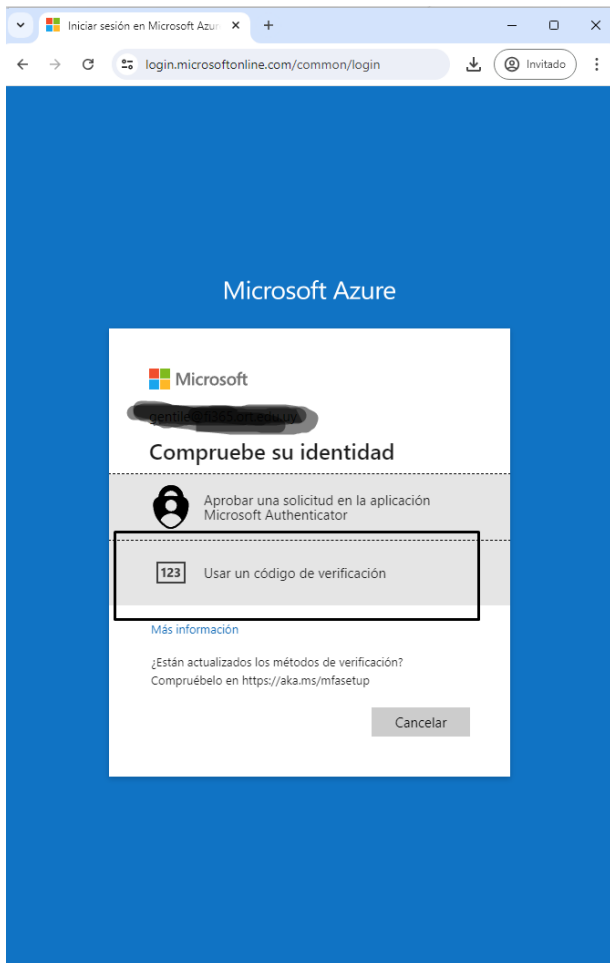 Iniciar sesión en Microsoft Azur
login.microsoftonline.com/common/login
Invitado
Microsoft Azure
Microsoft
Compruebe su identidad
Aprobar una solicitud en la aplicación
Microsoft Authenticator
123
Usar un código de verificación
Más información
¿Están actualizados los métodos de verificación?
Compruébelo en https://aka.ms/mfasetup
Cancelar